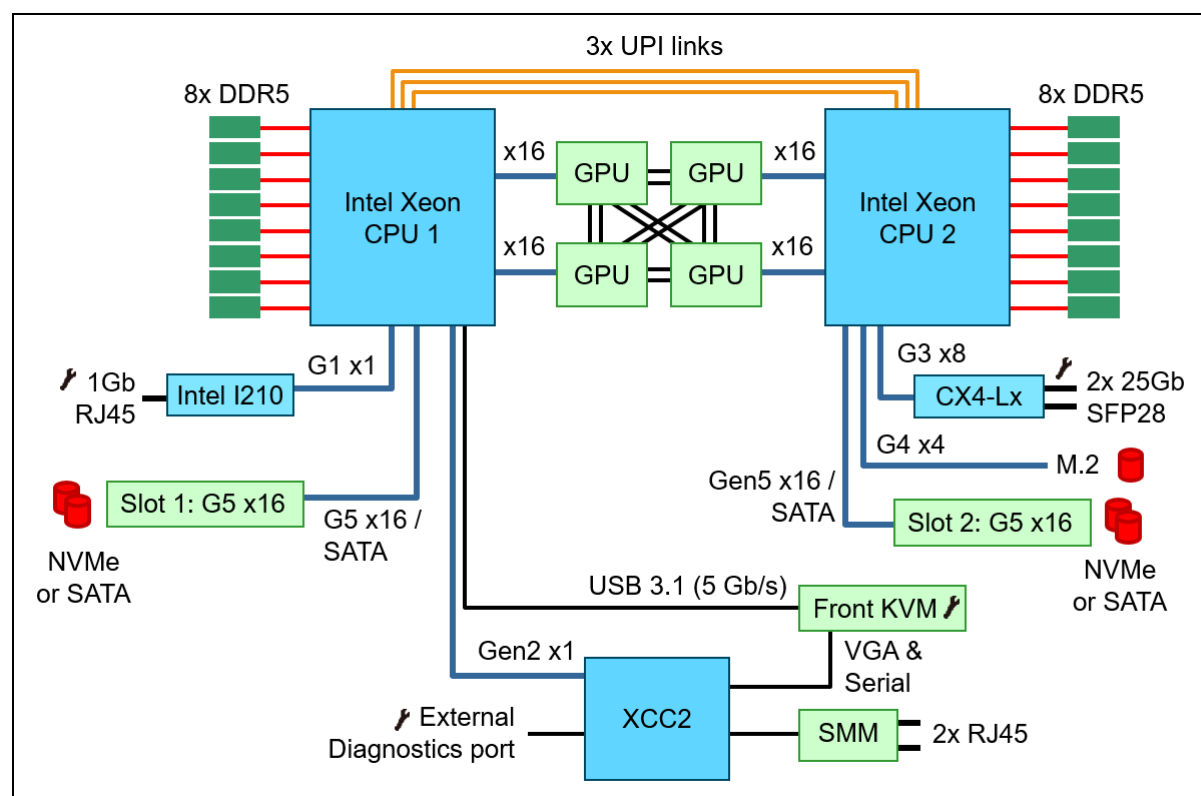 3x UPI links
8x DDR5
8x DDR5
Intel Xeon
CPU 1
x16
GPU
GPU
x16
Intel Xeon
CPU 2
x16
GPU
GPU
x16
G1 x1
1Gb
RJ45
Intel I210
G3 x8
CX4-Lx
2x 25Gb
SFP28
G4 x4
M.2
Slot 1: G5 x16
G5 x16 /
SATA
NVMe
or SATA
Gen5 x16 /
SATA
Slot 2: G5 x16
NVMe
or SATA
USB 3.1 (5 Gb/s)
Front KVM
Gen2 x1
VGA &
Serial
XCC2
External
Diagnostics port
SMM
2x RJ45